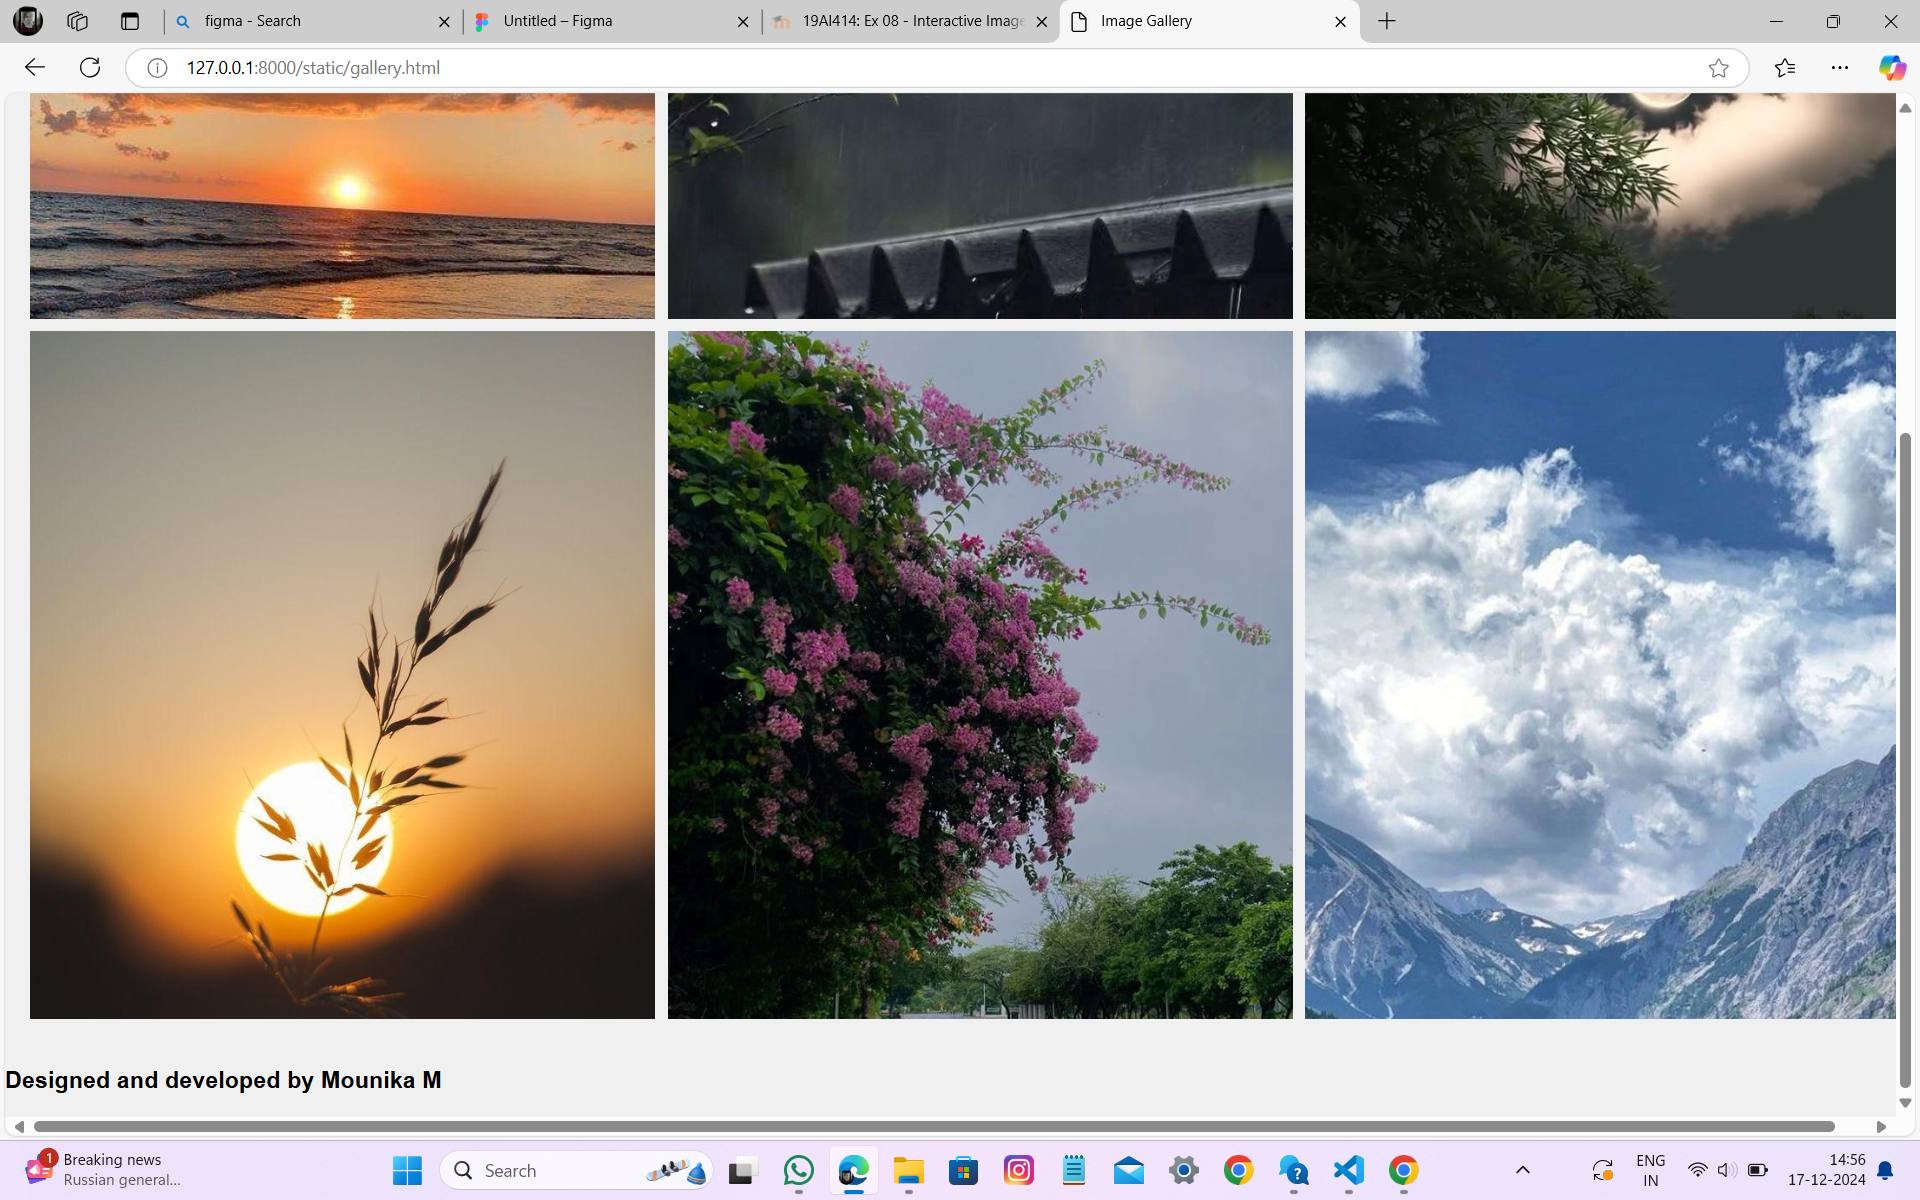 figma - Search
Untitled – Figma
19AI414: Ex 08 - Interactive Image
Image Gallery
127.0.0.1:8000/static/gallery.html
Designed and developed by Mounika M
1
Breaking news
Russian general...
Search
ENG
IN
14:56
17-12-2024